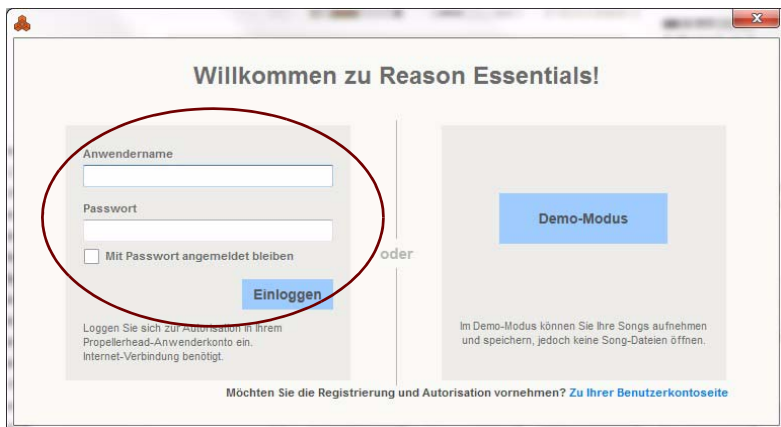 Willkommen zu Reason Essentials!
Anwendername
Passwort
Mit Passwort angemeldet bleiben
Einloggen
Loggen Sie sich zur Autorisation in Ihrem
Propellerhead-Anwenderkonto ein.
Internet-Verbindung benötigt.
oder
Demo-Modus
Im Demo-Modus können Sie Ihre Songs aufnehmen
und speichern, jedoch keine Song-Dateien öffnen.
Möchten Sie die Registrierung und Autorisation vornehmen? Zu Ihrer Benutzerkontoseite